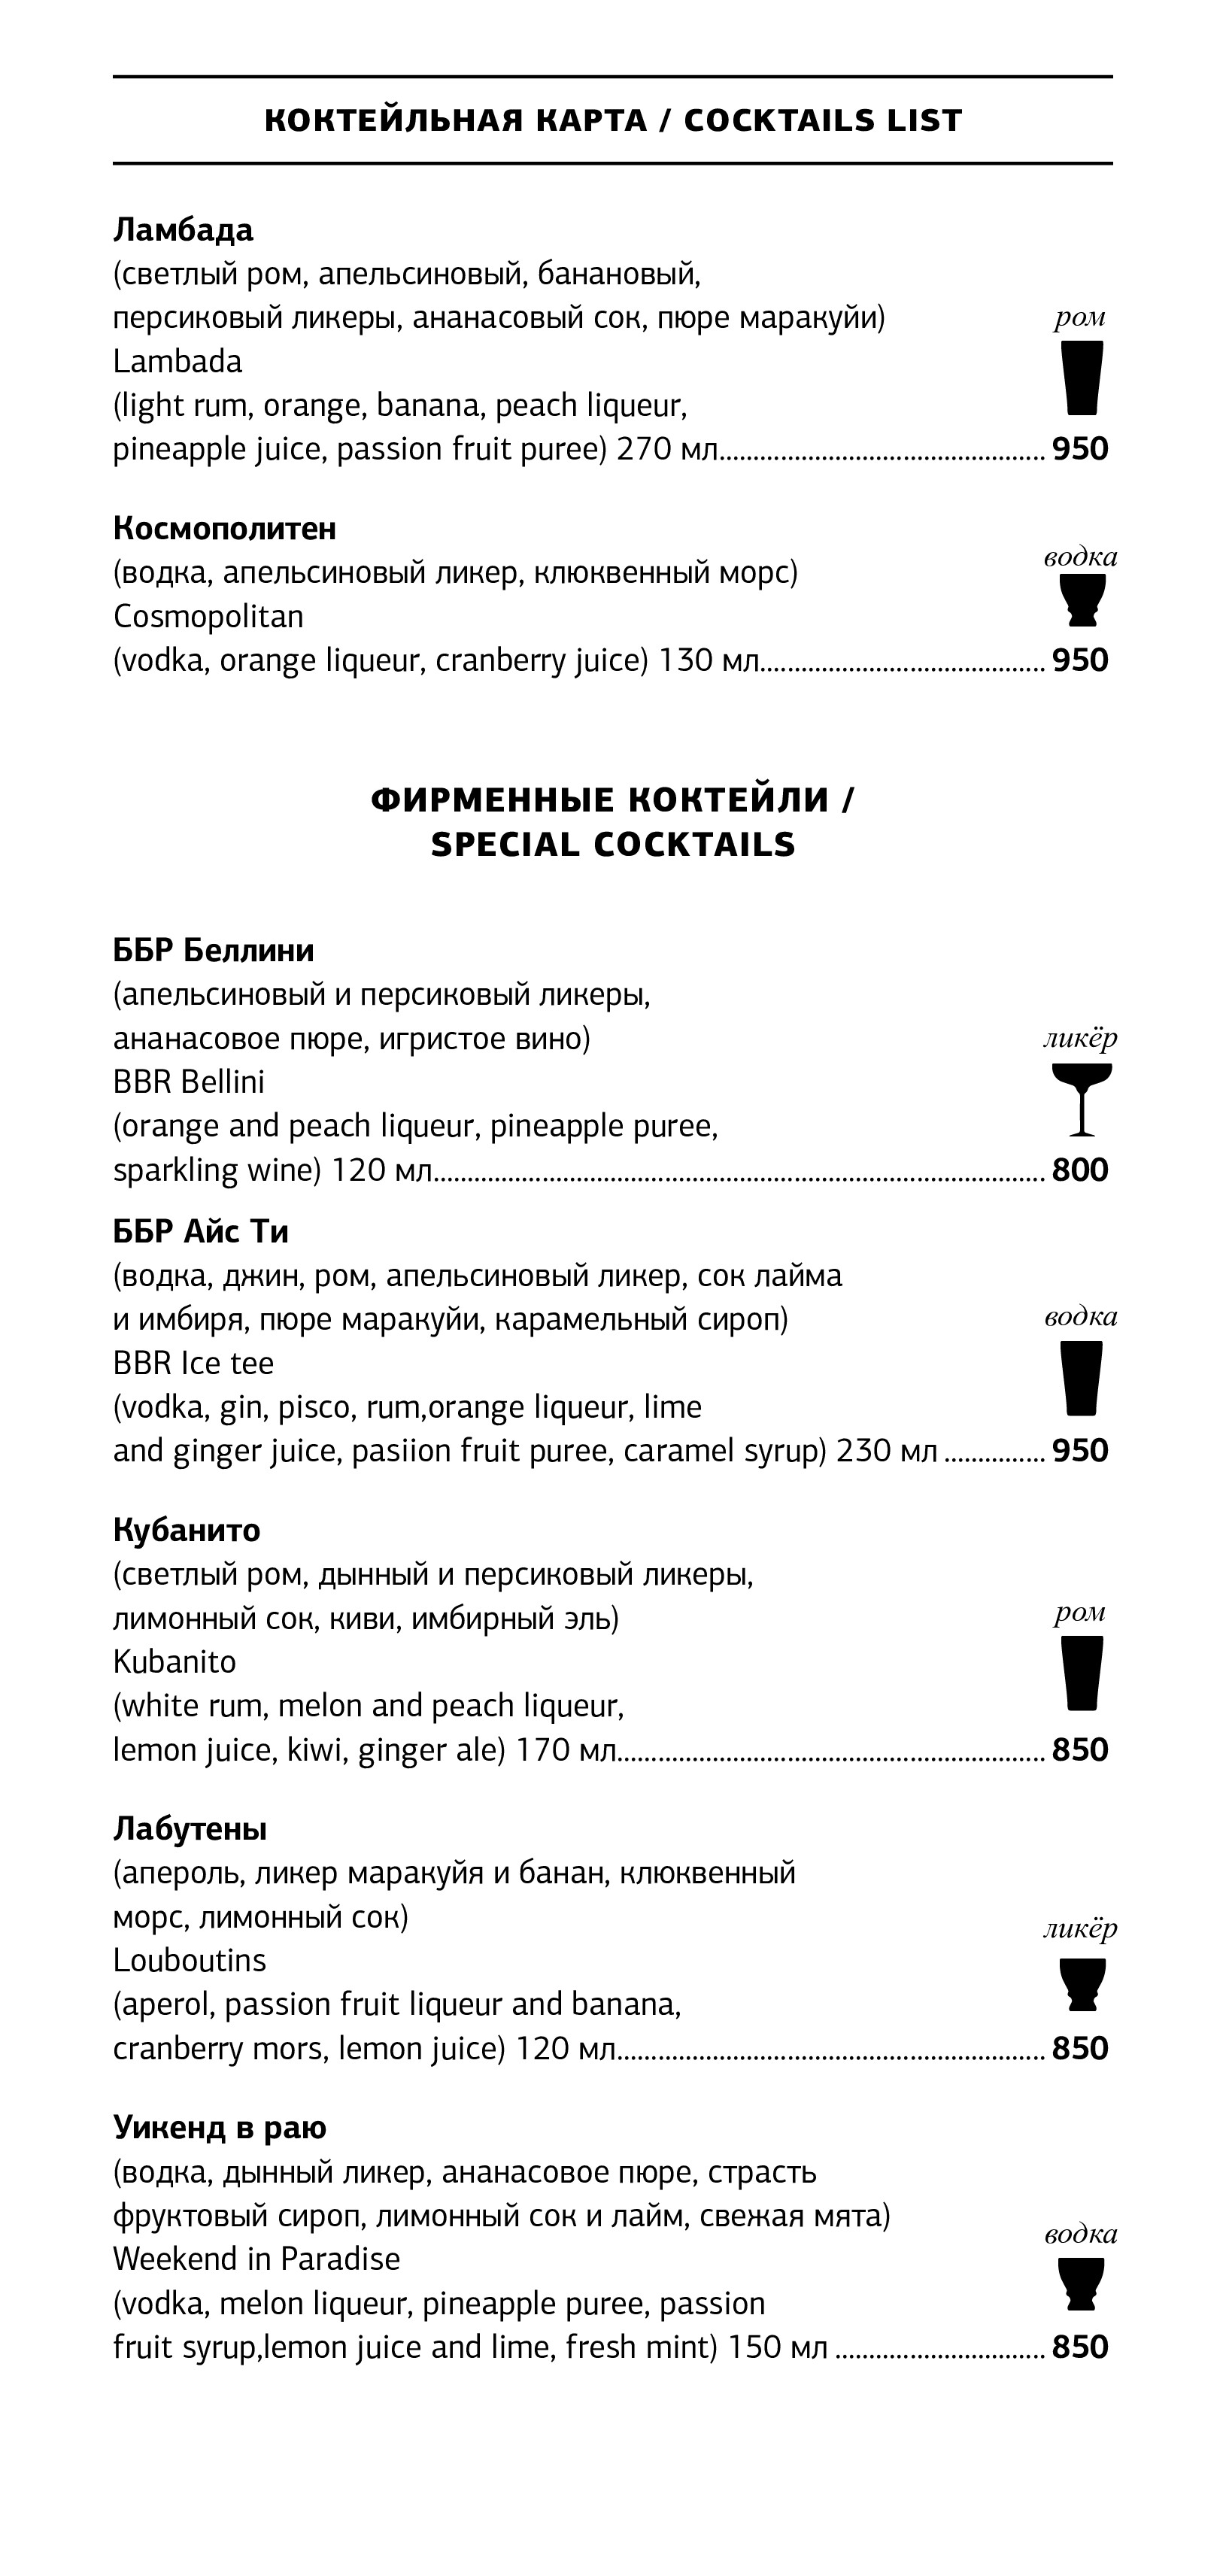 КОКТЕЙЛЬНАЯ КАРТА / COCKTAILS LIST
Ламбада
(светлый ром, апельсиновый, банановый,
персиковый ликеры, ананасовый сок, пюре маракуйи)
ром
Lambada
(light rum, orange, banana, peach liqueur,
pineapple juice, passion fruit puree) 270 мл................................................ 950
Космополитен
(водка, апельсиновый ликер, клюквенный морс)
водка
Cosmopolitan
(vodka, orange liqueur, cranberry juice) 130 мл.......................................... 950
ФИРМЕННЫЕ КОКТЕЙЛИ /
SPECIAL COCKTAILS
ББР Беллини
(апельсиновый и персиковый ликеры,
ананасовое пюре, игристое вино)
ликёр
BBR Bellini
(orange and peach liqueur, pineapple puree,
sparkling wine) 120 мл.......................................................................................... 800
ББР Айс Ти
(водка, джин, ром, апельсиновый ликер, сок лайма
и имбиря, пюре маракуйи, карамельный сироп)
водка
BBR Ice tee
(vodka, gin, pisco, rum,orange liqueur, lime
and ginger juice, pasiion fruit puree, caramel syrup) 230 мл ............... 950
Кубанито
(светлый ром, дынный и персиковый ликеры,
лимонный сок, киви, имбирный эль)
ром
Kubanito
(white rum, melon and peach liqueur,
lemon juice, kiwi, ginger ale) 170 мл............................................................... 850
Лабутены
(апероль, ликер маракуйя и банан, клюквенный
морс, лимонный сок)
ликёр
Louboutins
(aperol, passion fruit liqueur and banana,
cranberry mors, lemon juice) 120 мл............................................................... 850
Уикенд в раю
(водка, дынный ликер, ананасовое пюре, страсть
фруктовый сироп, лимонный сок и лайм, свежая мята)
водка
Weekend in Paradise
(vodka, melon liqueur, pineapple puree, passion
fruit syrup,lemon juice and lime, fresh mint) 150 мл ............................... 850